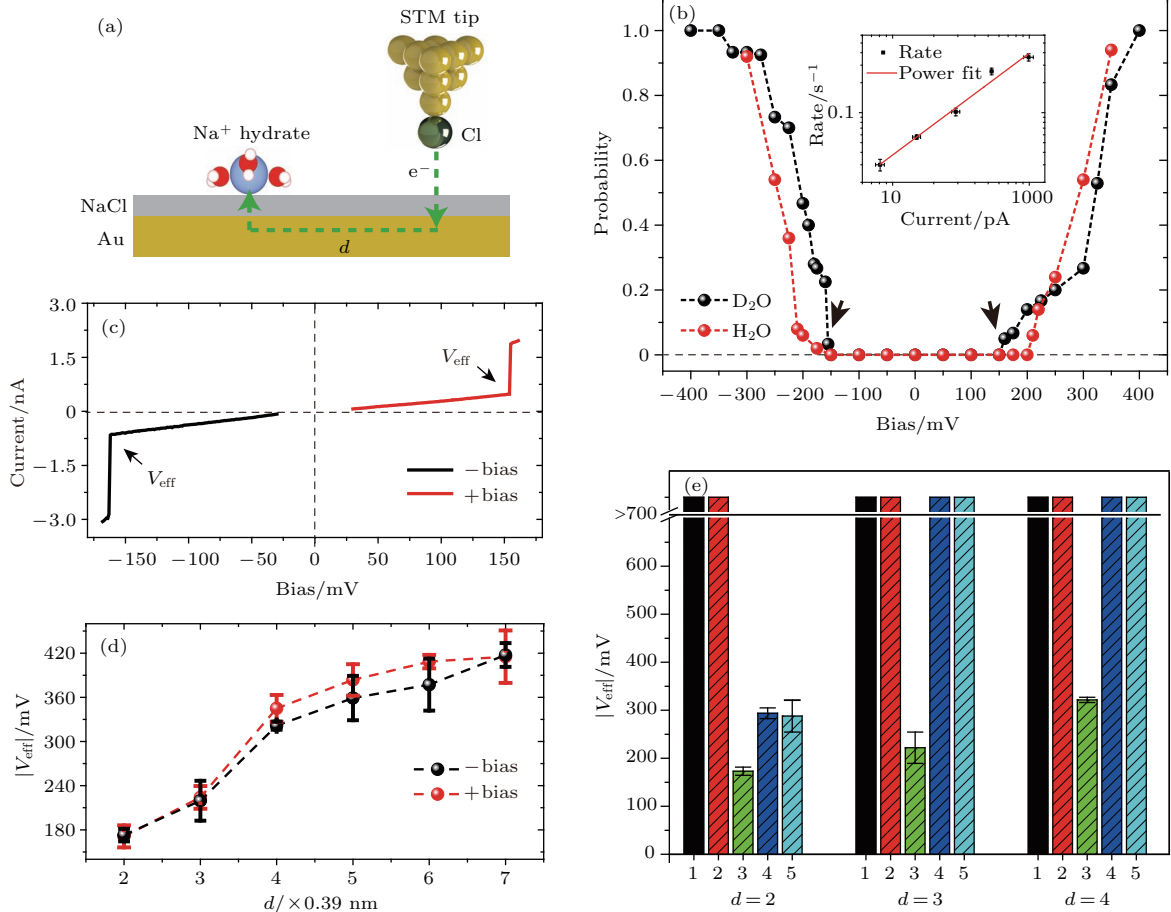 (a)
STM tip
Na⁺ hydrate
Cl
e⁻
NaCl
Au
d
(b)
Probability
1.0
0.8
0.6
0.4
0.2
0
−400 −300 −200 −100 0 100 200 300 400
Bias/mV
D₂O
H₂O
Rate
Power fit
Rate/s⁻¹
0.1
10 1000
Current/pA
(c)
Current/nA
3.0
1.5
0
−1.5
−3.0
V_eff
V_eff
−bias
+bias
−150 −100 −50 0 50 100 150
Bias/mV
(d)
|V_eff|/mV
420
360
300
240
180
−bias
+bias
2 3 4 5 6 7
d/×0.39 nm
(e)
|V_eff|/mV
>700
600
500
400
300
200
100
0
1 2 3 4 5 1 2 3 4 5 1 2 3 4 5
d=2 d=3 d=4